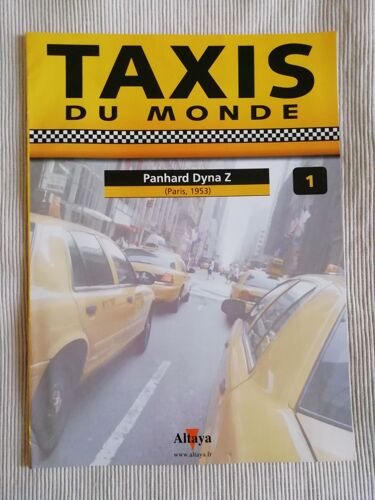 TAXIS
DU MONDE
Panhard Dyna Z
(Paris, 1953)
1
Altaya
www.altaya.fr